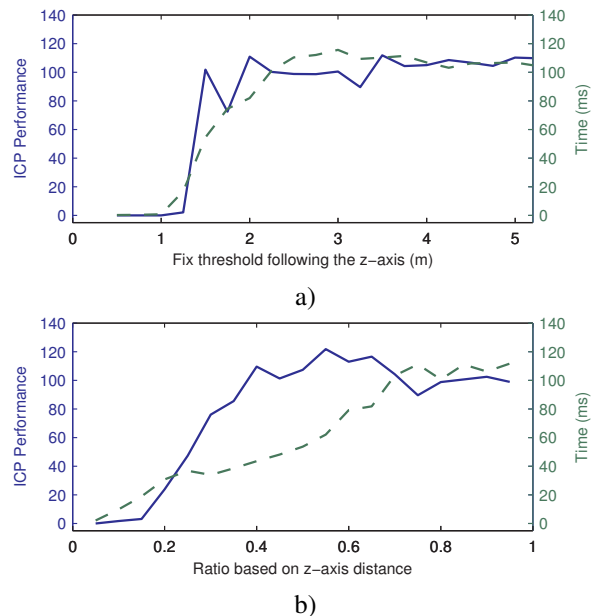 140 140
120 120
100 100
80 80
60 60
40 40
20 20
0 0
0 1 2 3 4 5
ICP Performance
Time (ms)
Fix threshold following the z−axis (m)
a)
140 140
120 120
100 100
80 80
60 60
40 40
20 20
0 0
0 0.2 0.4 0.6 0.8 1
ICP Performance
Time (ms)
Ratio based on z−axis distance
b)